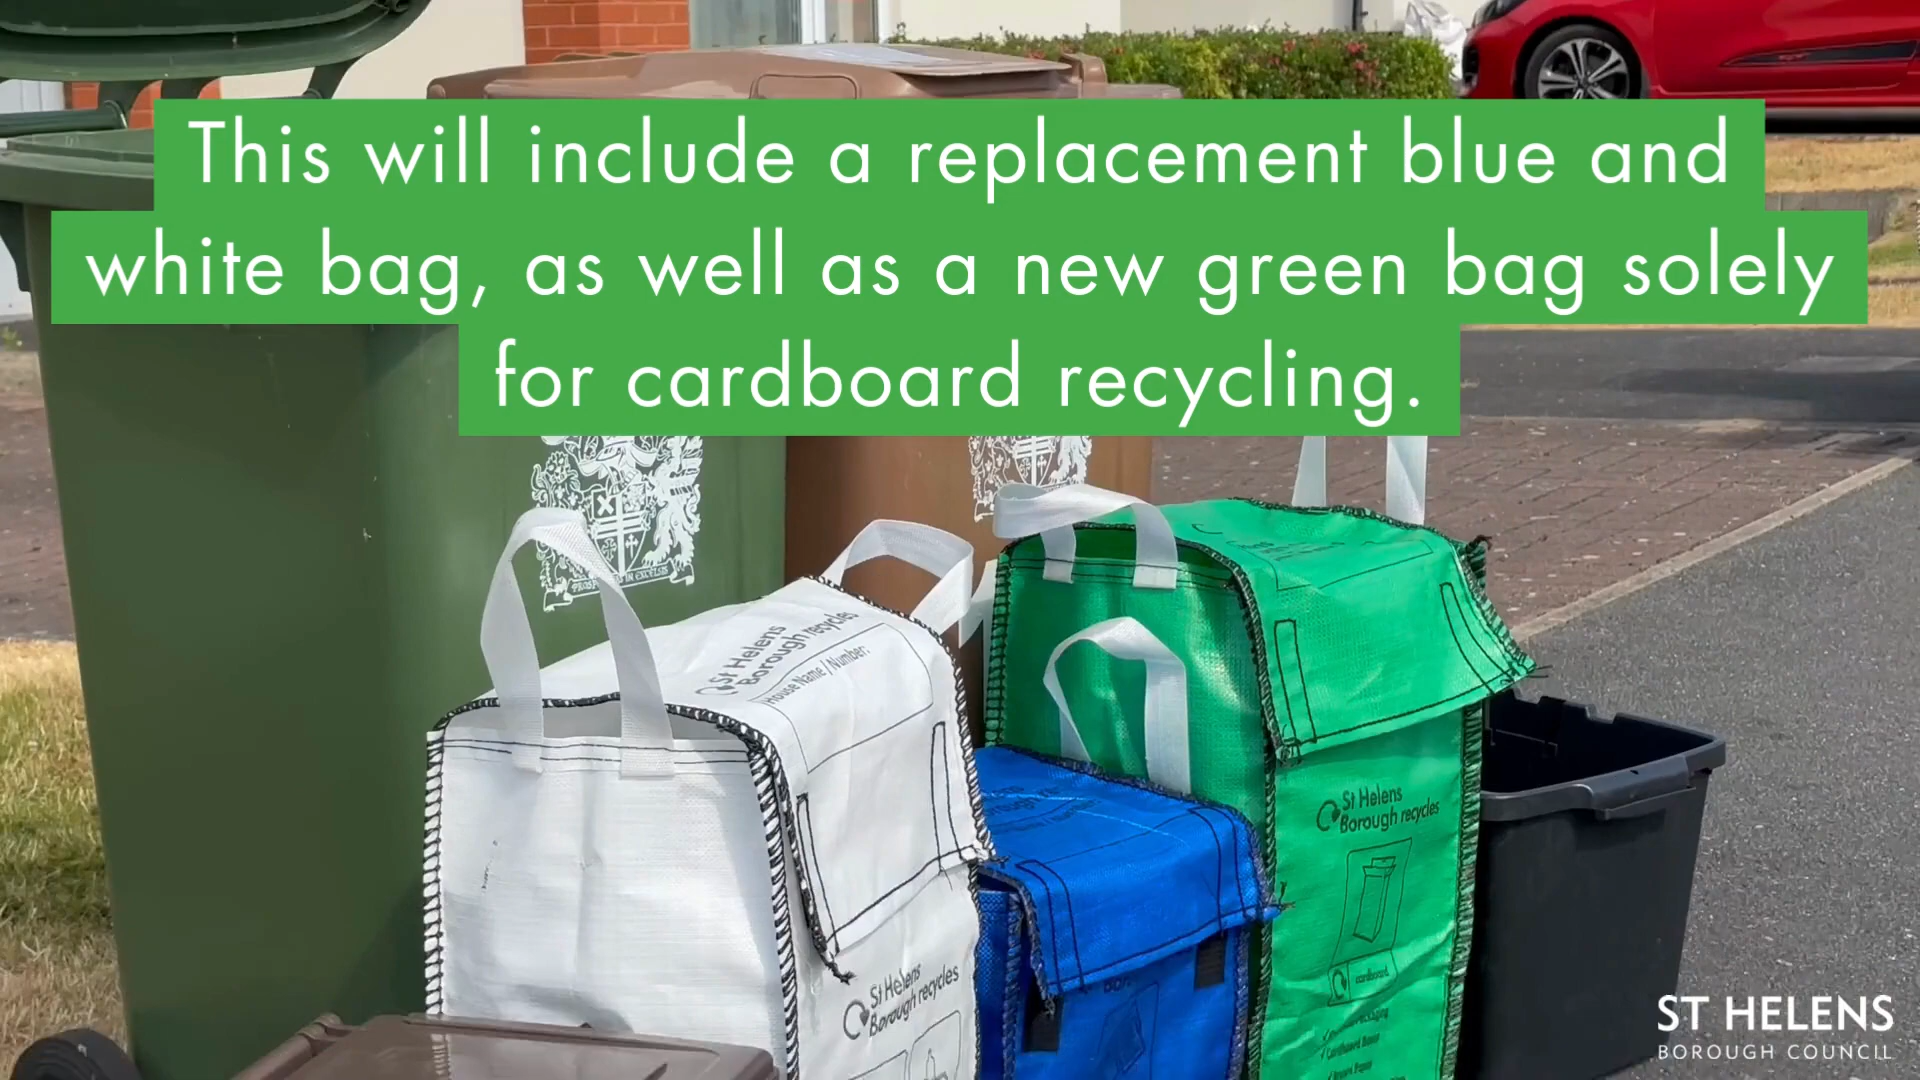 This will include a replacement blue and
white bag, as well as a new green bag solely
for cardboard recycling.
St Helens
Borough recycles
House Name / Number:
St Helens
Borough recycles
cardboard
St Helens
Borough recycles
ST HELENS
BOROUGH COUNCIL